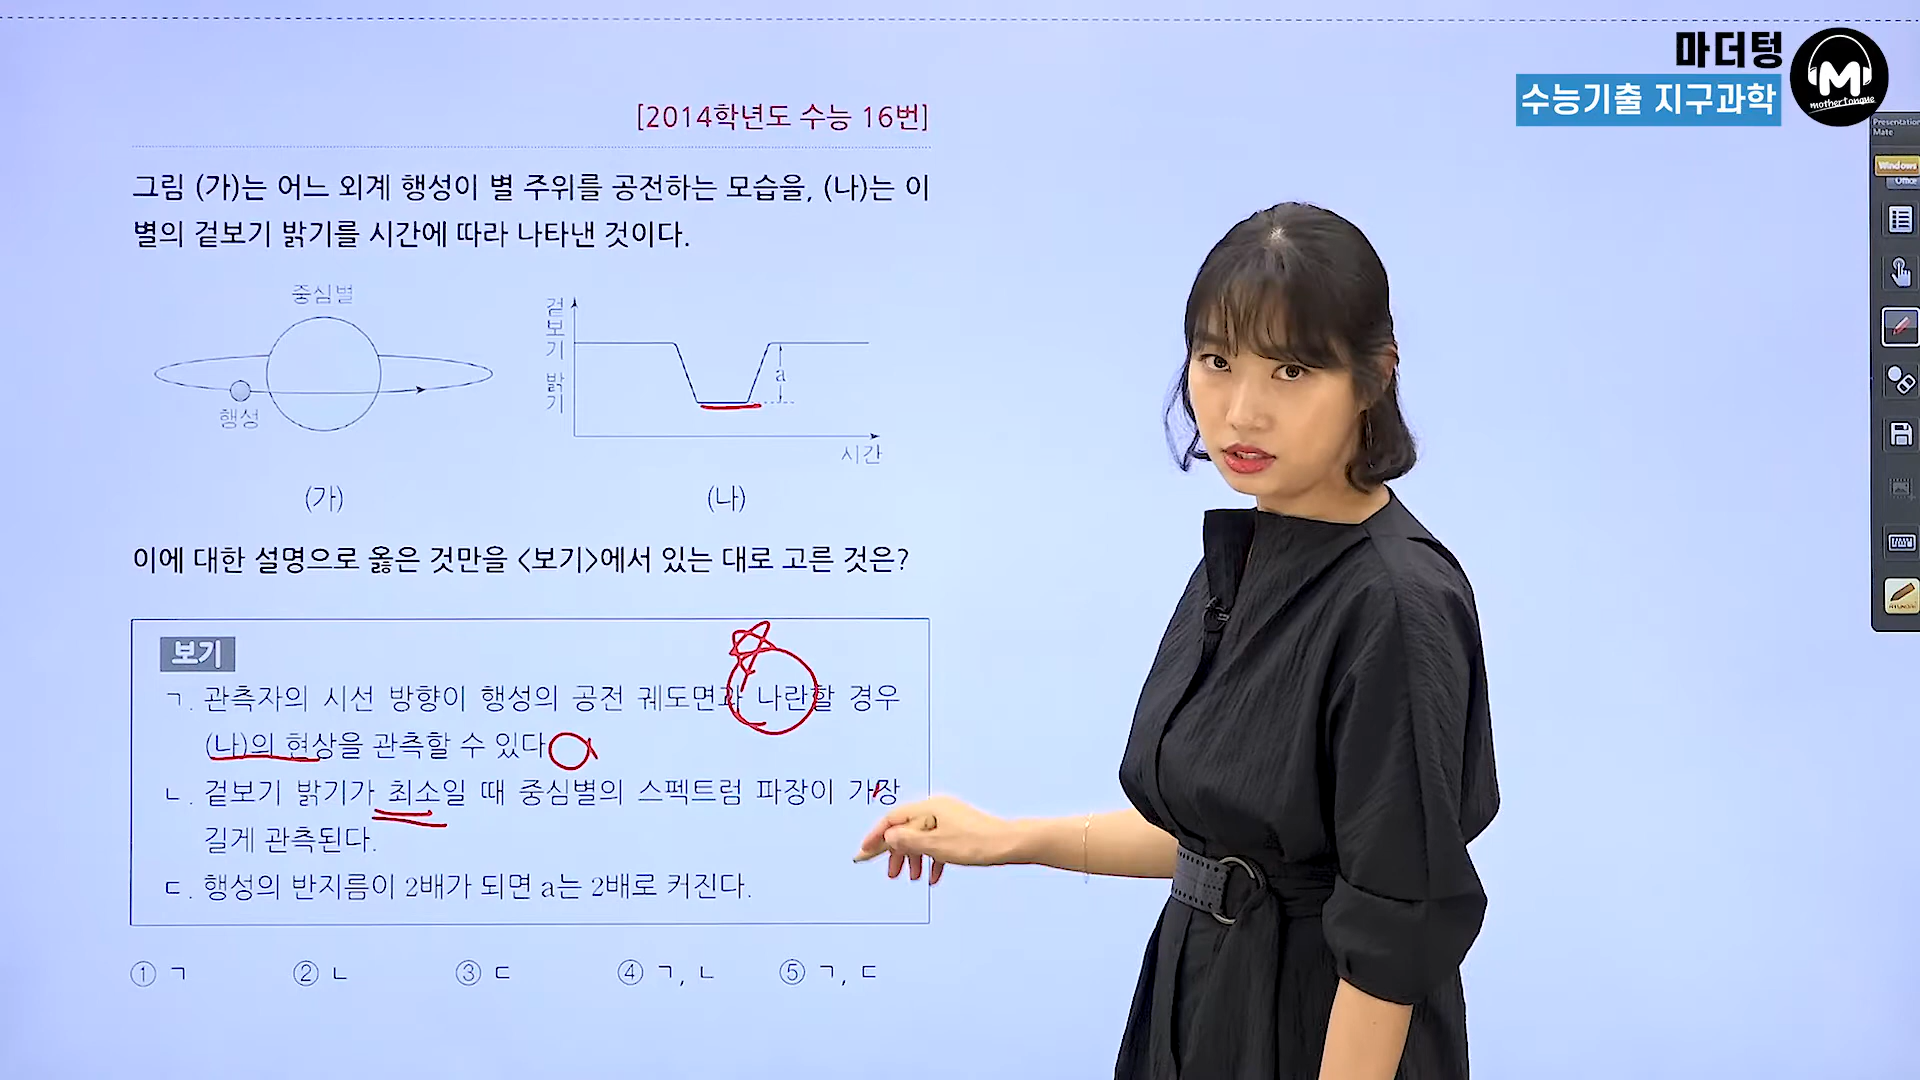 마더텅
수능기출 지구과학
M
mothertongue
Presentation
Mate
Windows
Office
[2014학년도 수능 16번]
그림 (가)는 어느 외계 행성이 별 주위를 공전하는 모습을, (나)는 이
별의 겉보기 밝기를 시간에 따라 나타낸 것이다.
중심별
행성
(가)
겉보기 밝기
a
시간
(나)
이에 대한 설명으로 옳은 것만을 <보기>에서 있는 대로 고른 것은?
보기
ㄱ. 관측자의 시선 방향이 행성의 공전 궤도면과 나란할 경우
(나)의 현상을 관측할 수 있다
ㄴ. 겉보기 밝기가 최소일 때 중심별의 스펙트럼 파장이 가장
길게 관측된다.
ㄷ. 행성의 반지름이 2배가 되면 a는 2배로 커진다.
① ㄱ ② ㄴ ③ ㄷ ④ ㄱ, ㄴ ⑤ ㄱ, ㄷ